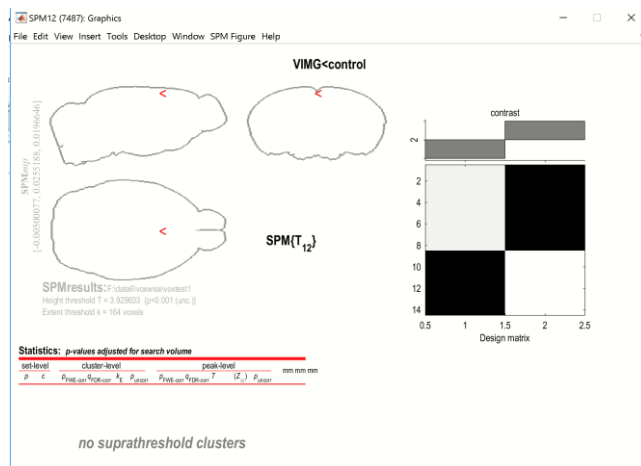 SPM12 (7487): Graphics
File Edit View Insert Tools Desktop Window SPM Figure Help
VIMG<control
SPMmip
[-0.00500077, 0.0255188, 0.0196646]
<
<
<
SPM{T12}
SPMresults: F:\dataE\voxwise\voxtest1
Height threshold T = 3.929633 {p<0.001 (unc.)}
Extent threshold k = 164 voxels
contrast
2
2
4
6
8
10
12
14
0.5 1 1.5 2 2.5
Design matrix
Statistics: p-values adjusted for search volume
set-level cluster-level peak-level
mm mm mm
p c pFWE-corr qFDR-corr kE puncorr pFWE-corr qFDR-corr T (Z≡) puncorr
no suprathreshold clusters